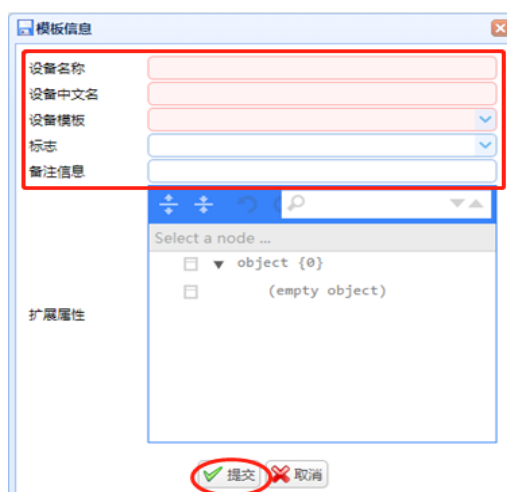 模板信息
设备名称
设备中文名
设备模板
标志
备注信息
Select a node ...
object {0}
(empty object)
扩展属性
提交 取消